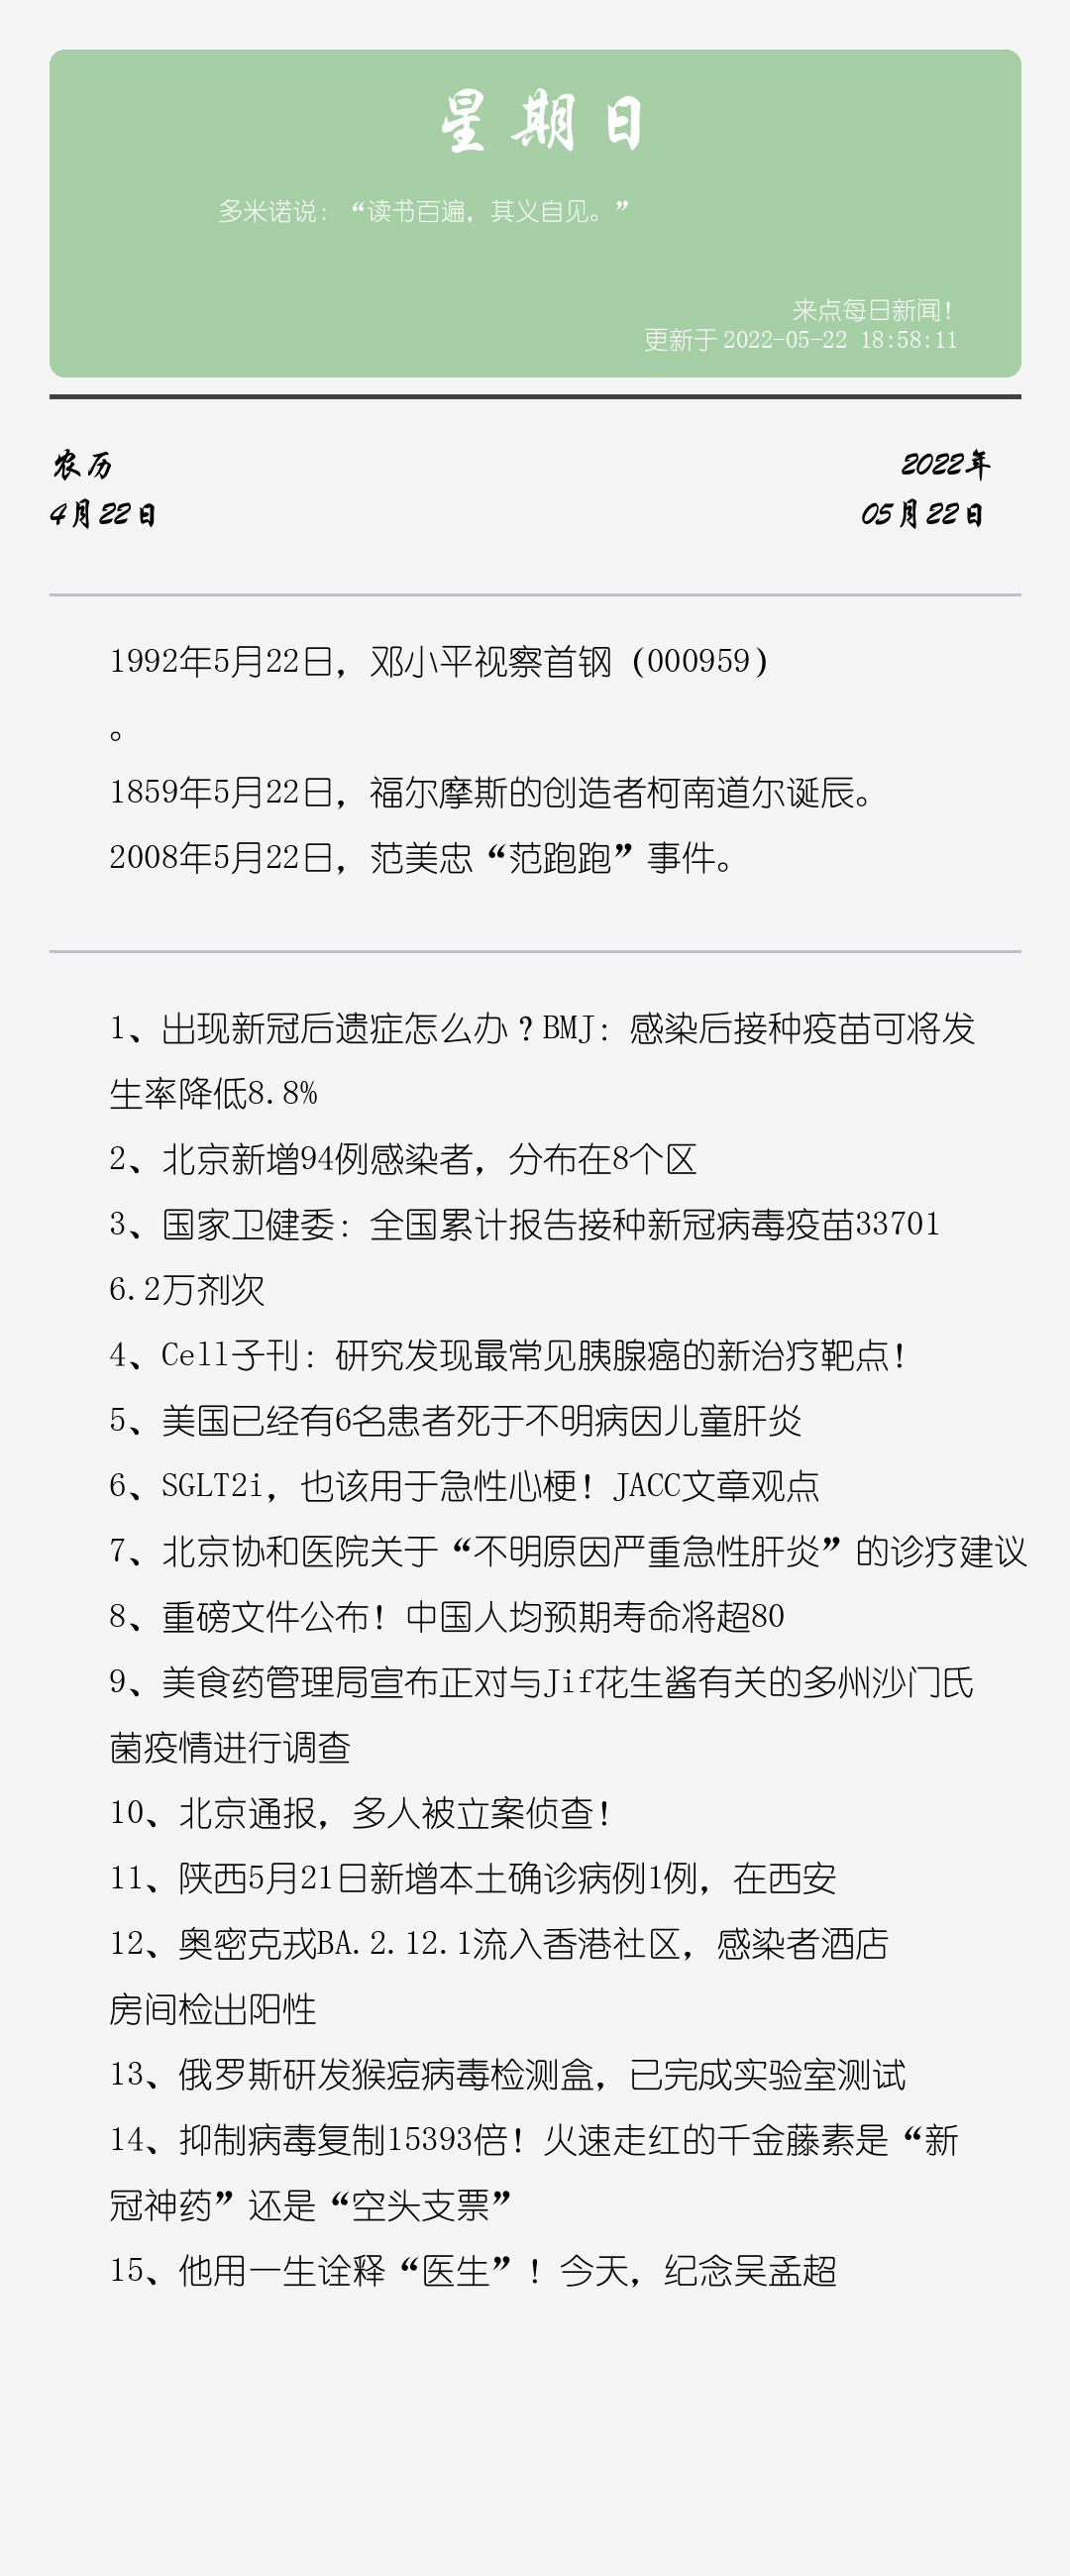 星期日
多米诺说：“读书百遍，其义自见。”
来点每日新闻！
更新于 2022-05-22 18:58:11
农历
4月22日
2022年
05月22日
1992年5月22日，邓小平视察首钢（000959）
。
1859年5月22日，福尔摩斯的创造者柯南道尔诞辰。
2008年5月22日，范美忠“范跑跑”事件。
1、出现新冠后遗症怎么办？BMJ：感染后接种疫苗可将发
生率降低8.8%
2、北京新增94例感染者，分布在8个区
3、国家卫健委：全国累计报告接种新冠病毒疫苗33701
6.2万剂次
4、Cell子刊：研究发现最常见胰腺癌的新治疗靶点！
5、美国已经有6名患者死于不明病因儿童肝炎
6、SGLT2i，也该用于急性心梗！JACC文章观点
7、北京协和医院关于“不明原因严重急性肝炎”的诊疗建议
8、重磅文件公布！中国人均预期寿命将超80
9、美食药管理局宣布正对与Jif花生酱有关的多州沙门氏
菌疫情进行调查
10、北京通报，多人被立案侦查！
11、陕西5月21日新增本土确诊病例1例，在西安
12、奥密克戎BA.2.12.1流入香港社区，感染者酒店
房间检出阳性
13、俄罗斯研发猴痘病毒检测盒，已完成实验室测试
14、抑制病毒复制15393倍！火速走红的千金藤素是“新
冠神药”还是“空头支票”
15、他用一生诠释“医生”！今天，纪念吴孟超